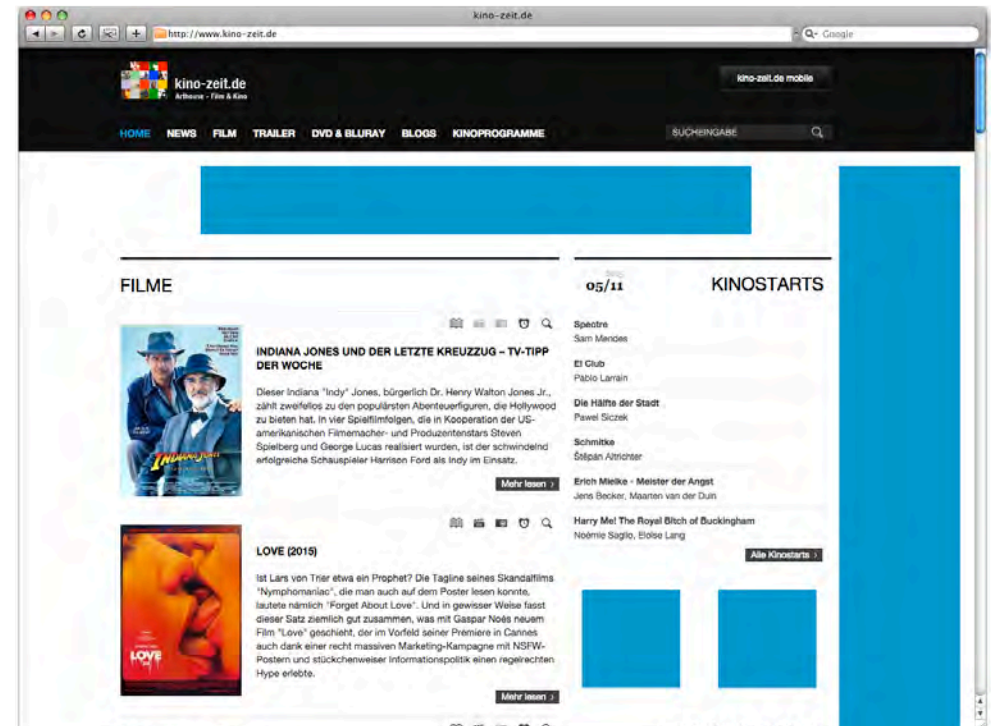 kino-zeit.de
http://www.kino-zeit.de
Google
kino-zeit.de
Arthouse - Film & Kino
kino-zeit.de mobile
HOME NEWS FILM TRAILER DVD & BLURAY BLOGS KINOPROGRAMME
SUCHEINGABE
FILME
INDIANA JONES UND DER LETZTE KREUZZUG – TV-TIPP
DER WOCHE
Dieser Indiana "Indy" Jones, bürgerlich Dr. Henry Walton Jones Jr.,
zählt zweifellos zu den populärsten Abenteuerfiguren, die Hollywood
zu bieten hat. In vier Spielfilmfolgen, die in Kooperation der US-
amerikanischen Filmemacher- und Produzentenstars Steven
Spielberg und George Lucas realisiert wurden, ist der schwindelnd
erfolgreiche Schauspieler Harrison Ford als Indy im Einsatz.
Mehr lesen ›
INDIANA JONES
LOVE (2015)
Ist Lars von Trier etwa ein Prophet? Die Tagline seines Skandalfilms
"Nymphomaniac", die man auch auf dem Poster lesen konnte,
lautete nämlich "Forget About Love". Und in gewisser Weise fasst
dieser Satz ziemlich gut zusammen, was mit Gaspar Noés neuem
Film "Love" geschieht, der im Vorfeld seiner Premiere in Cannes
auch dank einer recht massiven Marketing-Kampagne mit NSFW-
Postern und stückchenweiser Informationspolitik einen regelrechten
Hype erlebte.
Mehr lesen ›
LOVE
05/11
KINOSTARTS
Spectre
Sam Mendes
El Club
Pablo Larrain
Die Hälfte der Stadt
Pawel Siczek
Schmitke
Štěpán Altrichter
Erich Mielke - Meister der Angst
Jens Becker, Maarten van der Duin
Harry Me! The Royal Bitch of Buckingham
Noémie Saglio, Eloïse Lang
Alle Kinostarts ›